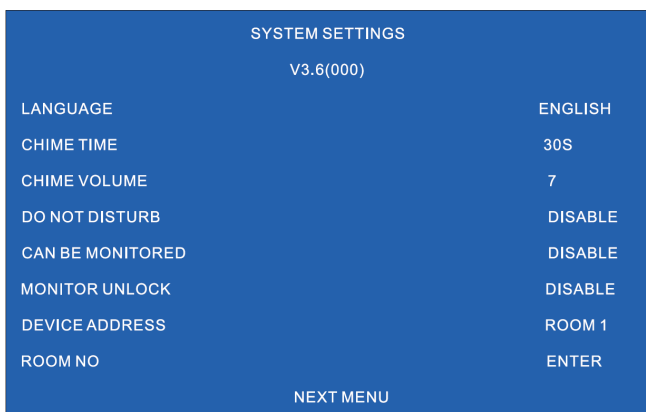 SYSTEM SETTINGS
V3.6(000)
LANGUAGE ENGLISH
CHIME TIME 30S
CHIME VOLUME 7
DO NOT DISTURB DISABLE
CAN BE MONITORED DISABLE
MONITOR UNLOCK DISABLE
DEVICE ADDRESS ROOM 1
ROOM NO ENTER
NEXT MENU